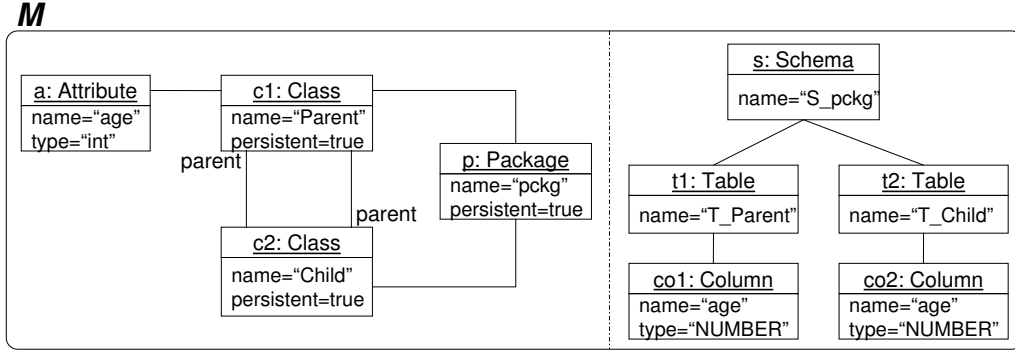 M
a: Attribute
name=“age”
type=“int”
c1: Class
name=“Parent”
persistent=true
parent
parent
c2: Class
name=“Child”
persistent=true
p: Package
name=“pckg”
persistent=true
s: Schema
name=“S_pckg”
t1: Table
name=“T_Parent”
t2: Table
name=“T_Child”
co1: Column
name=“age”
type=“NUMBER”
co2: Column
name=“age”
type=“NUMBER”